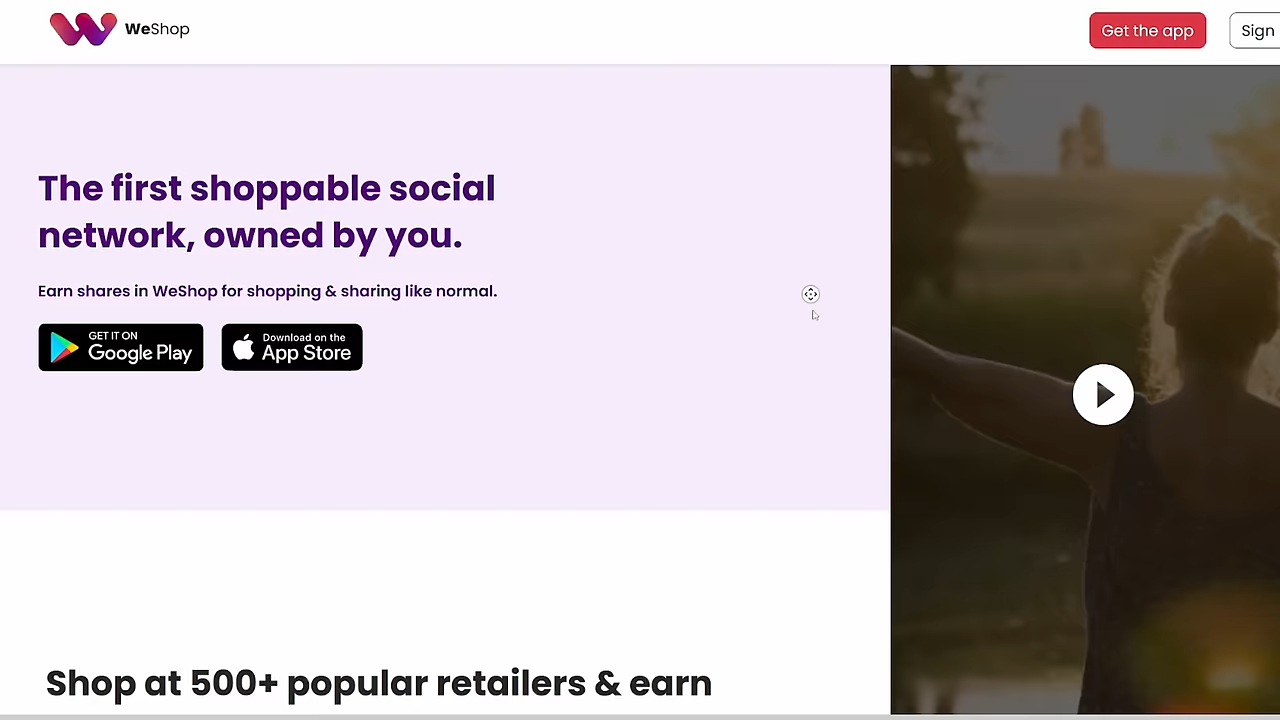 WeShop
Get the app
Sign
The first shoppable social
network, owned by you.
Earn shares in WeShop for shopping & sharing like normal.
GET IT ON
Google Play
Download on the
App Store
Shop at 500+ popular retailers & earn